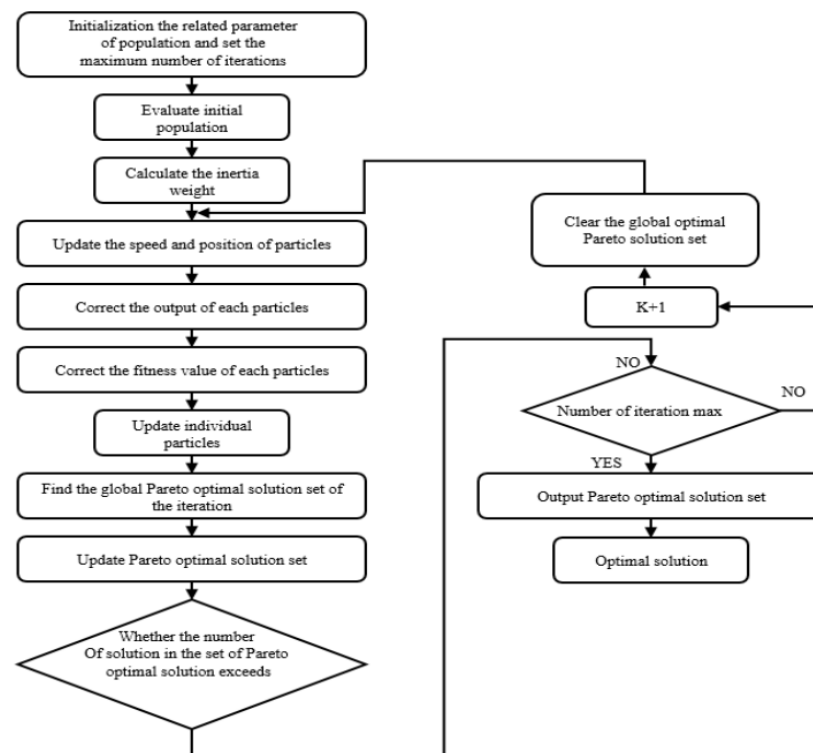 Initialization the related parameter
of population and set the
maximum number of iterations
Evaluate initial
population
Calculate the inertia
weight
Update the speed and position of particles
Correct the output of each particles
Correct the fitness value of each particles
Update individual
particles
Find the global Pareto optimal solution set of
the iteration
Update Pareto optimal solution set
Whether the number
Of solution in the set of Pareto
optimal solution exceeds
Clear the global optimal
Pareto solution set
K+1
NO
Number of iteration max
NO
YES
Output Pareto optimal solution set
Optimal solution